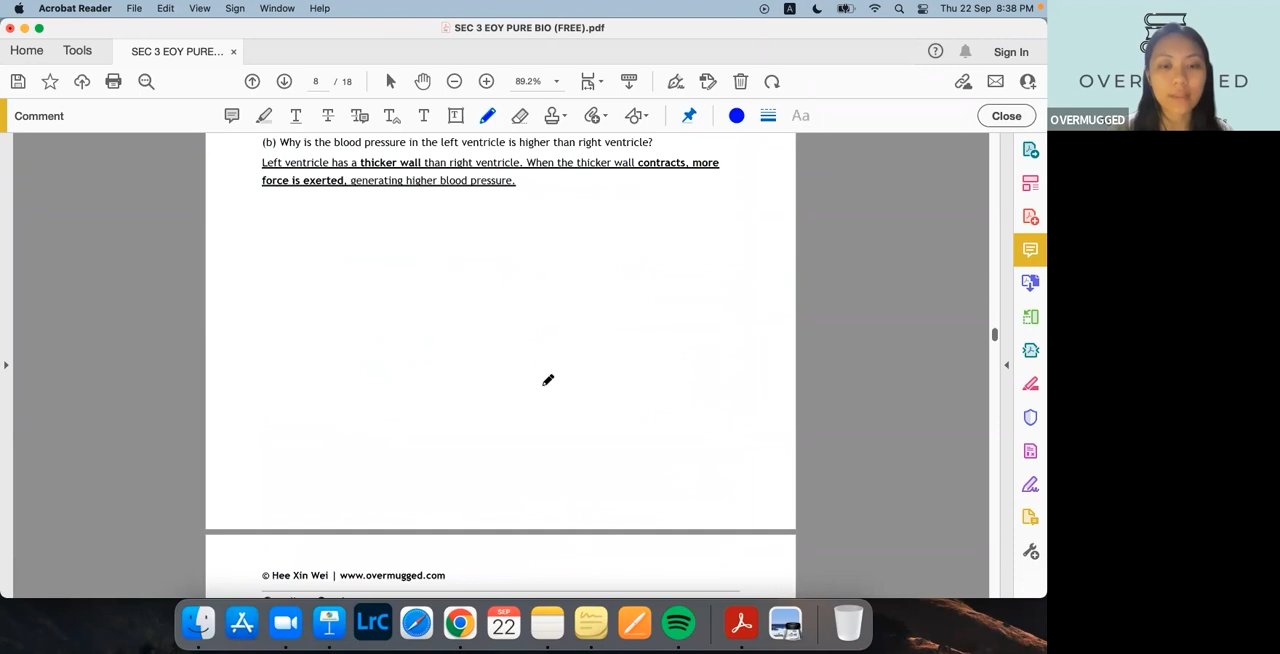 Acrobat Reader File Edit View Sign Window Help
A
Thu 22 Sep 8:38 PM
SEC 3 EOY PURE BIO (FREE).pdf
Home Tools SEC 3 EOY PURE... × Sign In
8 / 18
89.2%
Comment
Aa
Close
(b) Why is the blood pressure in the left ventricle is higher than right ventricle?
Left ventricle has a thicker wall than right ventricle. When the thicker wall contracts, more
force is exerted, generating higher blood pressure.
© Hee Xin Wei | www.overmugged.com
LrC
SEP
22
OVER
GED
OVERMUGGED